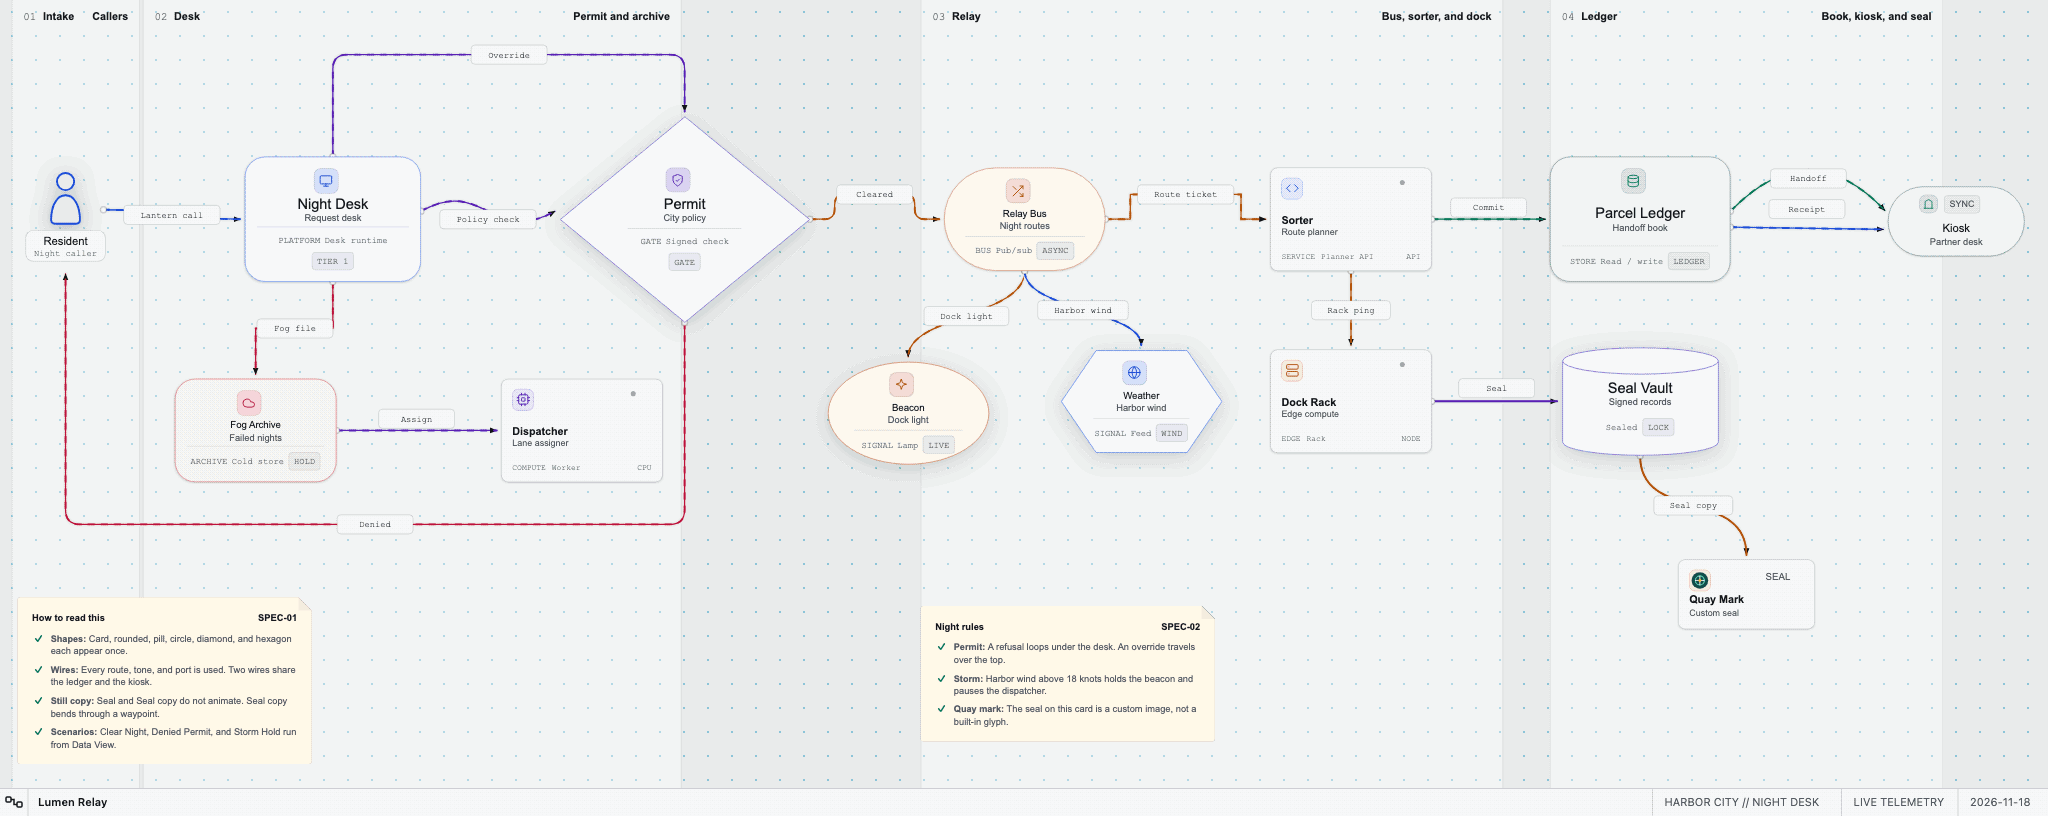 01 Intake Callers
02 Desk Permit and archive
03 Relay Bus, sorter, and dock
04 Ledger Book, kiosk, and seal
Override
Resident
Night caller
Lantern call
Night Desk
Request desk
PLATFORM Desk runtime
TIER 1
Policy check
Permit
City policy
GATE Signed check
GATE
Cleared
Relay Bus
Night routes
BUS Pub/sub ASYNC
Route ticket
Sorter
Route planner
SERVICE Planner API API
Commit
Parcel Ledger
Handoff book
STORE Read / write LEDGER
Handoff
Receipt
SYNC
Kiosk
Partner desk
Fog file
Dock light
Harbor wind
Rack ping
Fog Archive
Failed nights
ARCHIVE Cold store HOLD
Assign
Dispatcher
Lane assigner
COMPUTE Worker CPU
Beacon
Dock light
SIGNAL Lamp LIVE
Weather
Harbor wind
SIGNAL Feed WIND
Dock Rack
Edge compute
EDGE Rack NODE
Seal
Seal Vault
Signed records
Sealed LOCK
Denied
Seal copy
SEAL
Quay Mark
Custom seal
How to read this SPEC-01
Shapes: Card, rounded, pill, circle, diamond, and hexagon
each appear once.
Wires: Every route, tone, and port is used. Two wires share
the ledger and the kiosk.
Still copy: Seal and Seal copy do not animate. Seal copy
bends through a waypoint.
Scenarios: Clear Night, Denied Permit, and Storm Hold run
from Data View.
Night rules SPEC-02
Permit: A refusal loops under the desk. An override travels
over the top.
Storm: Harbor wind above 18 knots holds the beacon and
pauses the dispatcher.
Quay mark: The seal on this card is a custom image, not a
built-in glyph.
Lumen Relay
HARBOR CITY // NIGHT DESK
LIVE TELEMETRY
2026-11-18